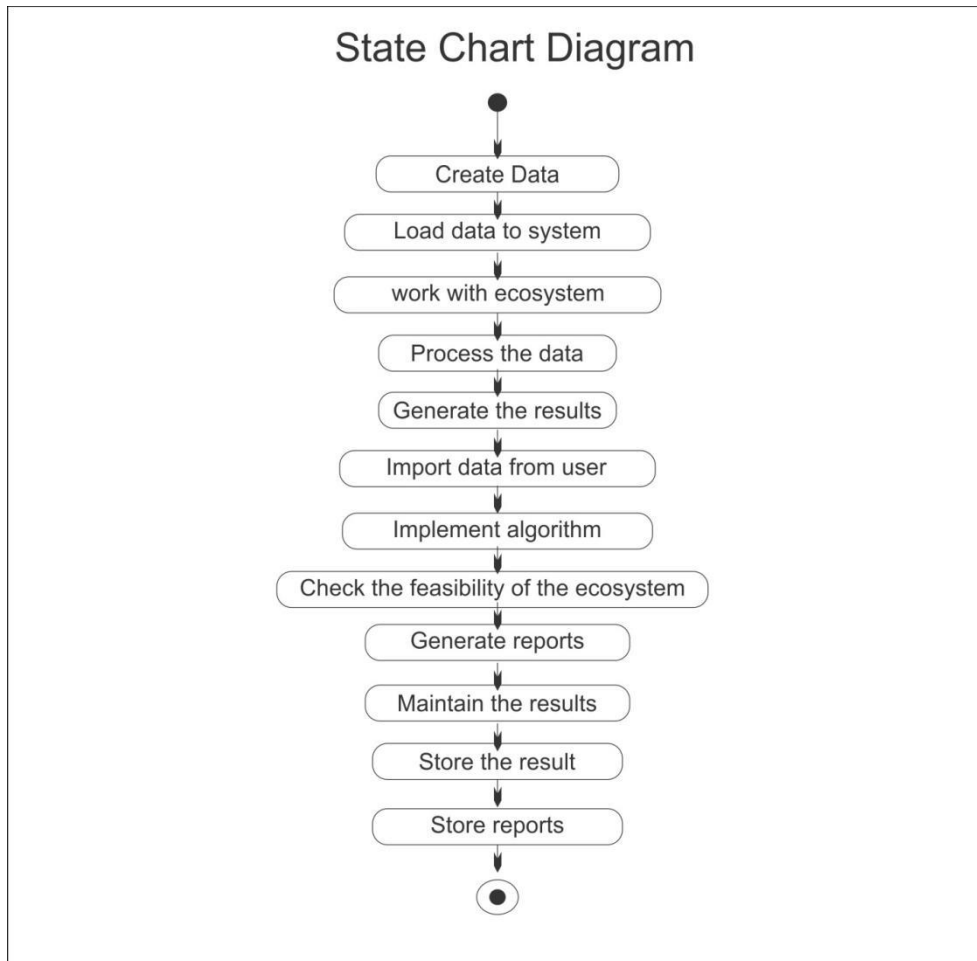 State Chart Diagram
Create Data
Load data to system
work with ecosystem
Process the data
Generate the results
Import data from user
Implement algorithm
Check the feasibility of the ecosystem
Generate reports
Maintain the results
Store the result
Store reports